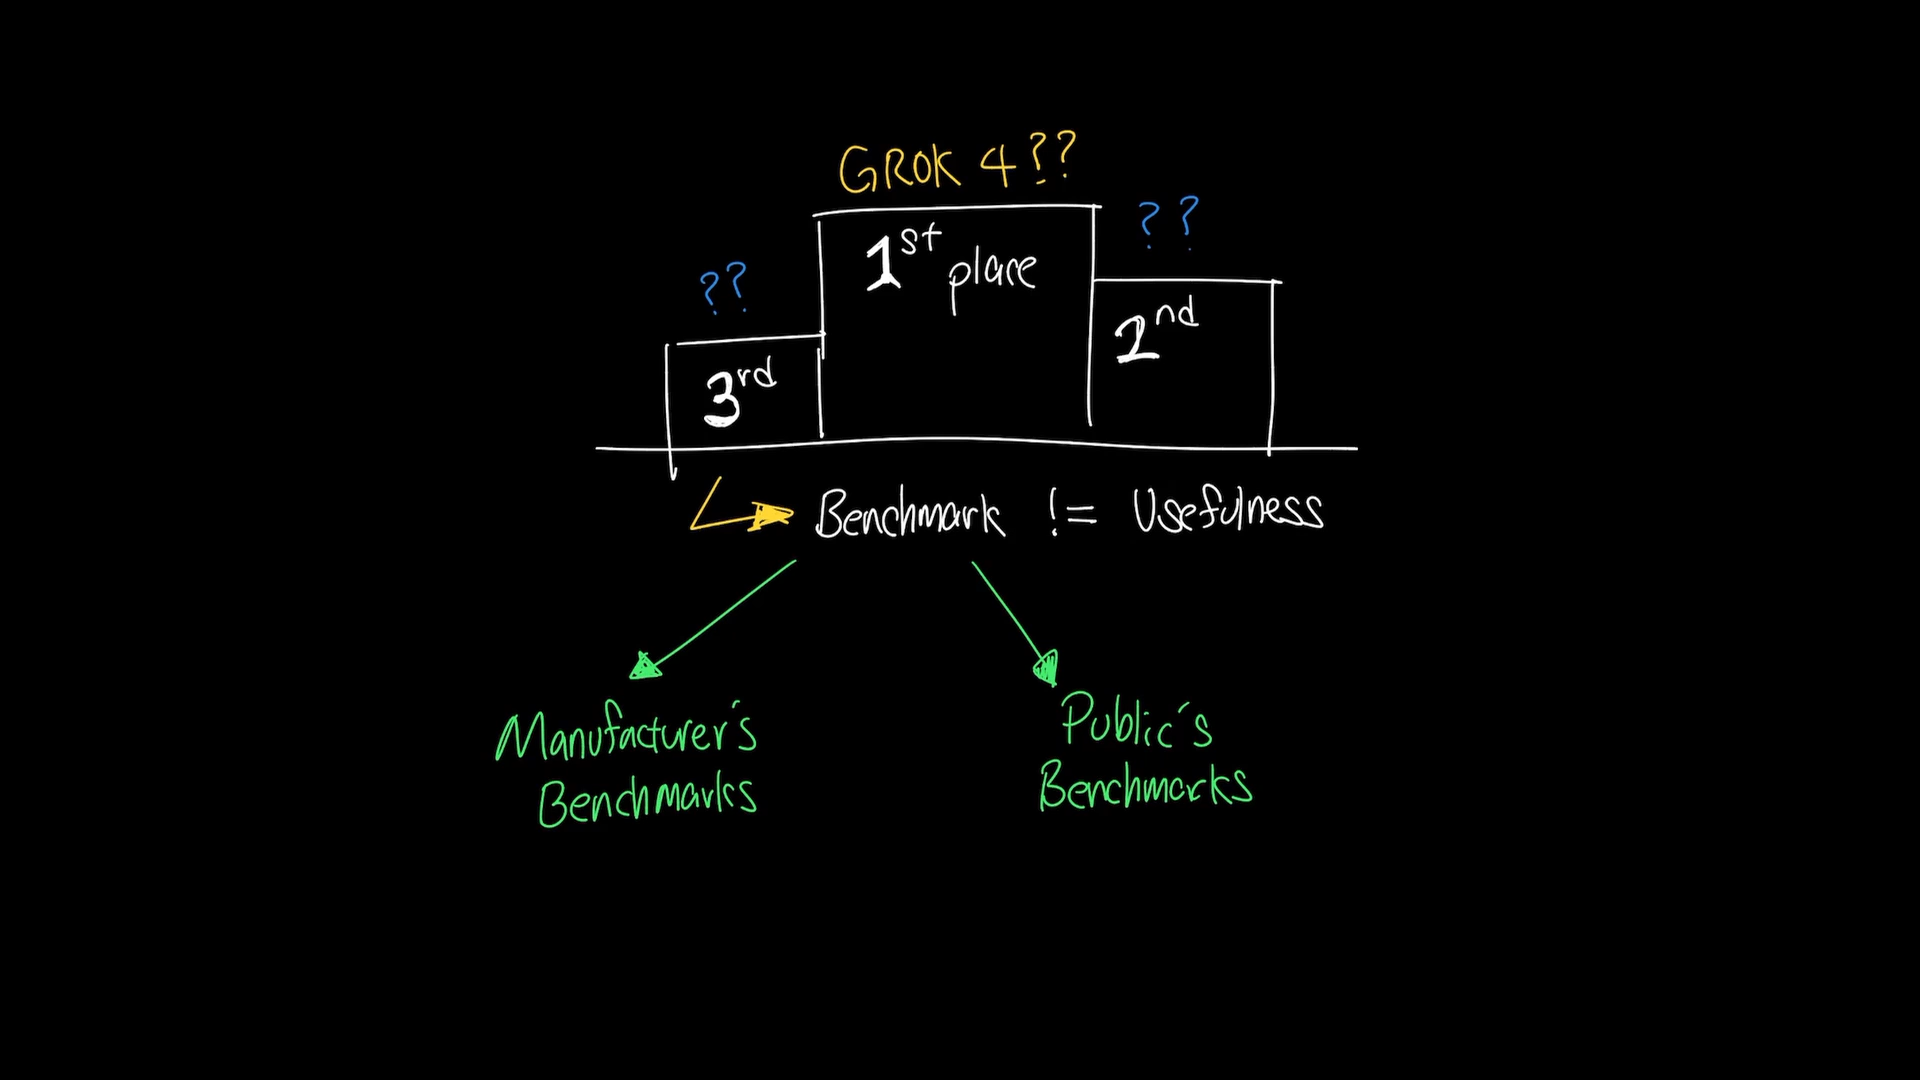 GROK 4??
??
1st place
??
2nd
3rd
Benchmark != Usefulness
Manufacturer's
Benchmarks
Public's
Benchmarks